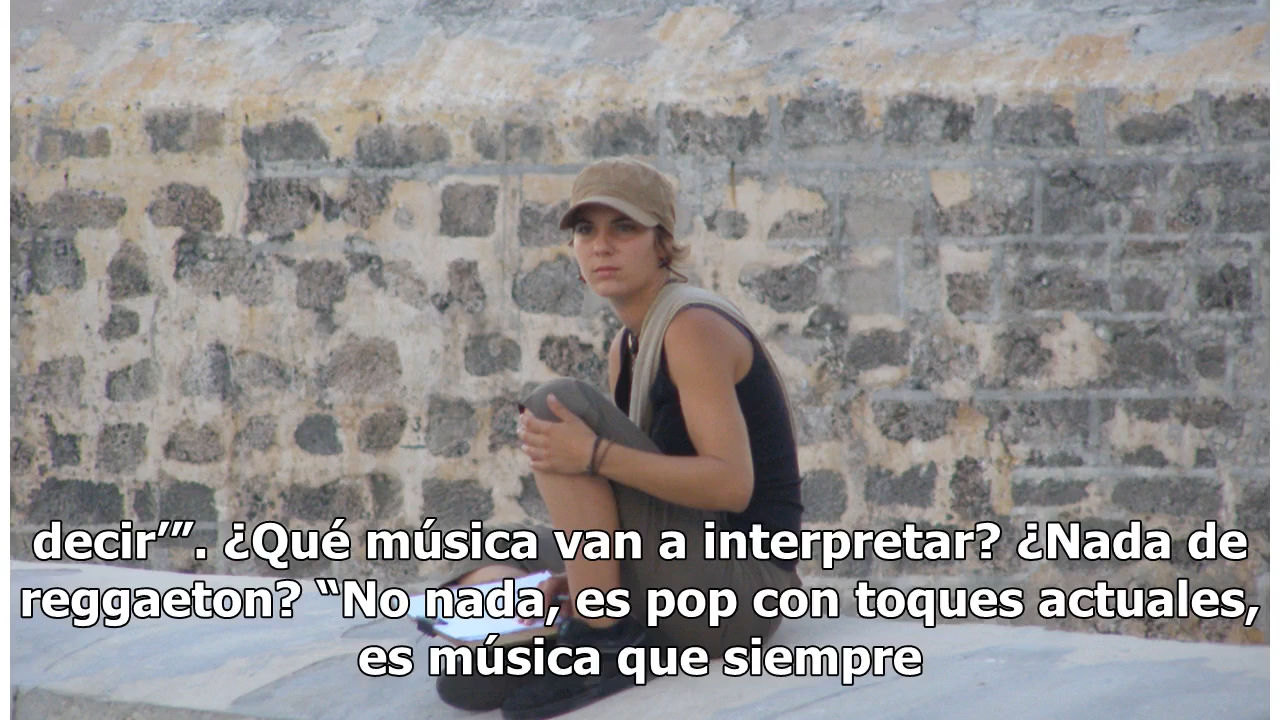 decir’”. ¿Qué música van a interpretar? ¿Nada de
reggaeton? “No nada, es pop con toques actuales,
es música que siempre